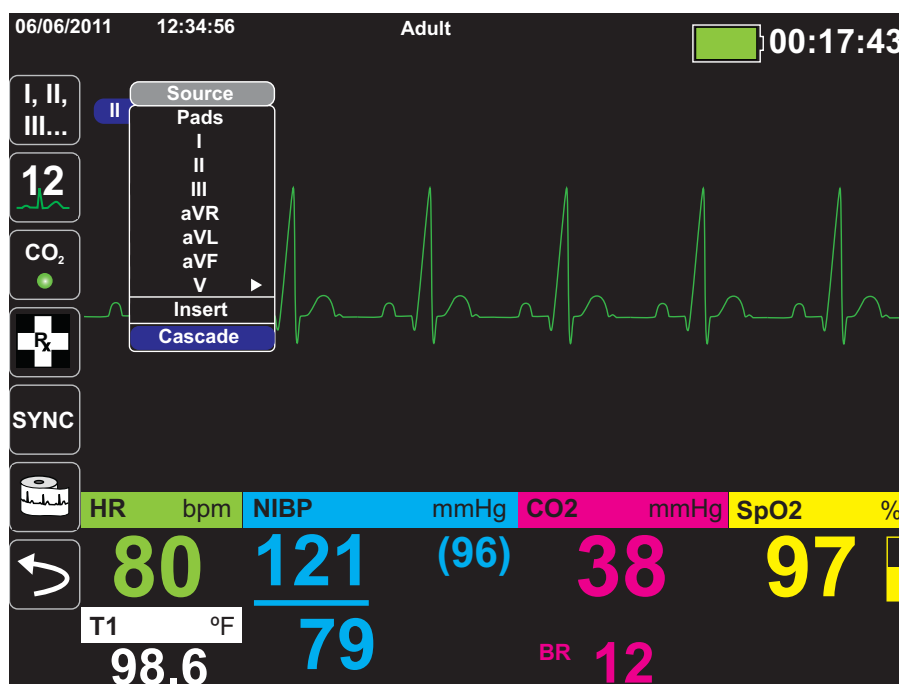 06/06/2011 12:34:56 Adult 00:17:43
I, II,
III...
II
Source
Pads
I
II
III
aVR
aVL
aVF
V
Insert
Cascade
12
CO2
Rx
SYNC
HR bpm NIBP mmHg CO2 mmHg SpO2 %
80 121 (96) 38 97
79
T1 ºF
98.6
BR 12